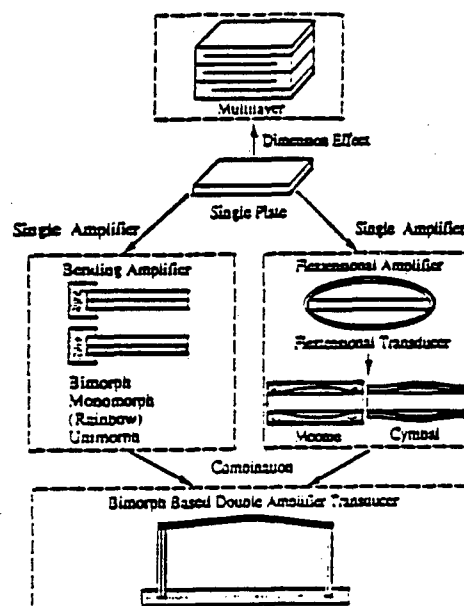 Multilayer
Dimension Effect
Single Plate
Single Amplifier
Single Amplifier
Bending Amplifier
Bimorph
Monomorph
(Rainbow)
Unimorph
Flextensional Amplifier
Flextensional Transducer
Moonie
Cymbal
Combination
Bimorph Based Double Amplifier Transducer